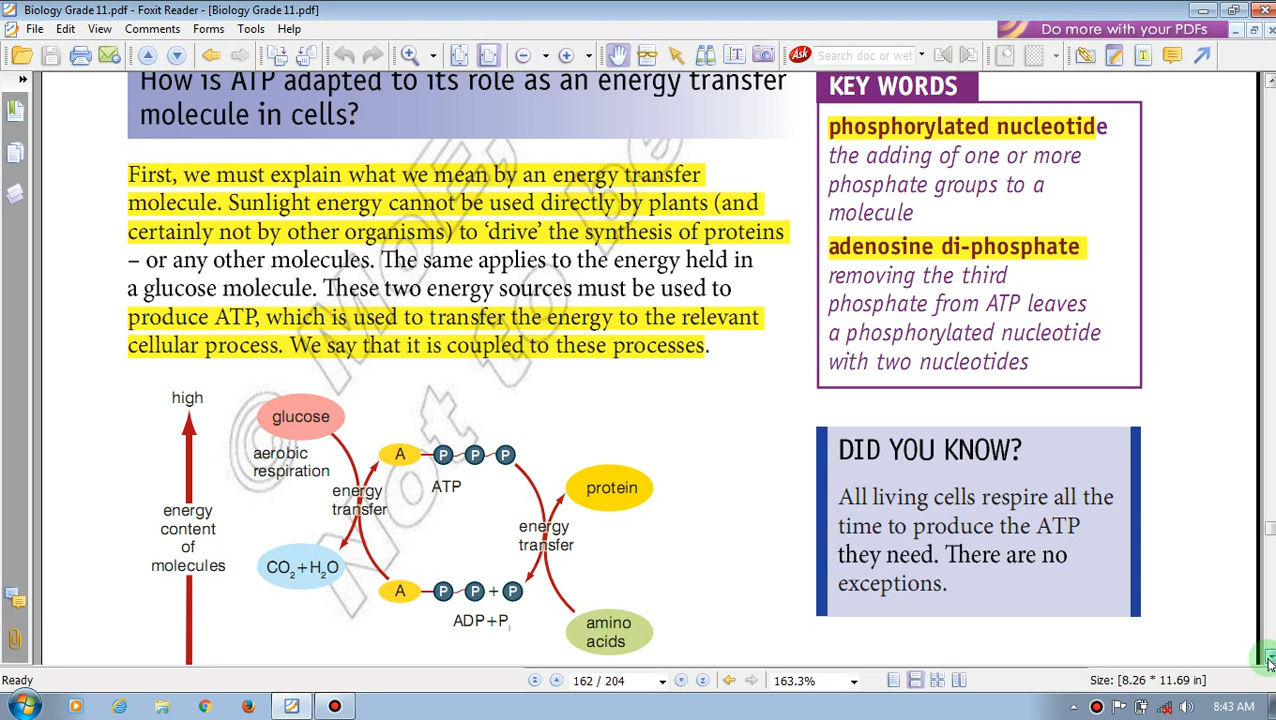 Biology Grade 11.pdf - Foxit Reader - [Biology Grade 11.pdf]
File Edit View Comments Forms Tools Help
Do more with your PDFs
Ask Search doc or wet
How is ATP adapted to its role as an energy transfer
molecule in cells?
First, we must explain what we mean by an energy transfer
molecule. Sunlight energy cannot be used directly by plants (and
certainly not by other organisms) to ‘drive’ the synthesis of proteins
– or any other molecules. The same applies to the energy held in
a glucose molecule. These two energy sources must be used to
produce ATP, which is used to transfer the energy to the relevant
cellular process. We say that it is coupled to these processes.
© MOE,
Not to be
high
energy
content
of
molecules
glucose
aerobic
respiration
energy
transfer
CO2+H2O
A P P P
ATP
A P P + P
ADP+Pi
energy
transfer
protein
amino
acids
KEY WORDS
phosphorylated nucleotide
the adding of one or more
phosphate groups to a
molecule
adenosine di-phosphate
removing the third
phosphate from ATP leaves
a phosphorylated nucleotide
with two nucleotides
DID YOU KNOW?
All living cells respire all the
time to produce the ATP
they need. There are no
exceptions.
Ready
162 / 204
163.3%
Size: [8.26 * 11.69 in]
8:43 AM